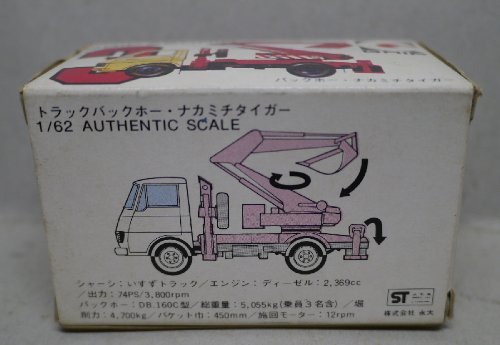 バックホー・ナカミチタイガー
トラックバックホー・ナカミチタイガー
1/62 AUTHENTIC SCALE
シャーシ：いすずトラック／エンジン：ディーゼル：2,369cc
／出力：74PS/3,800rpm
バックホー：DB.160C型／総重量：5,055kg(乗員3名含)／堀
削力：4,700kg／バケット巾：450mm／施回モーター：12rpm
ST
株式会社 永大